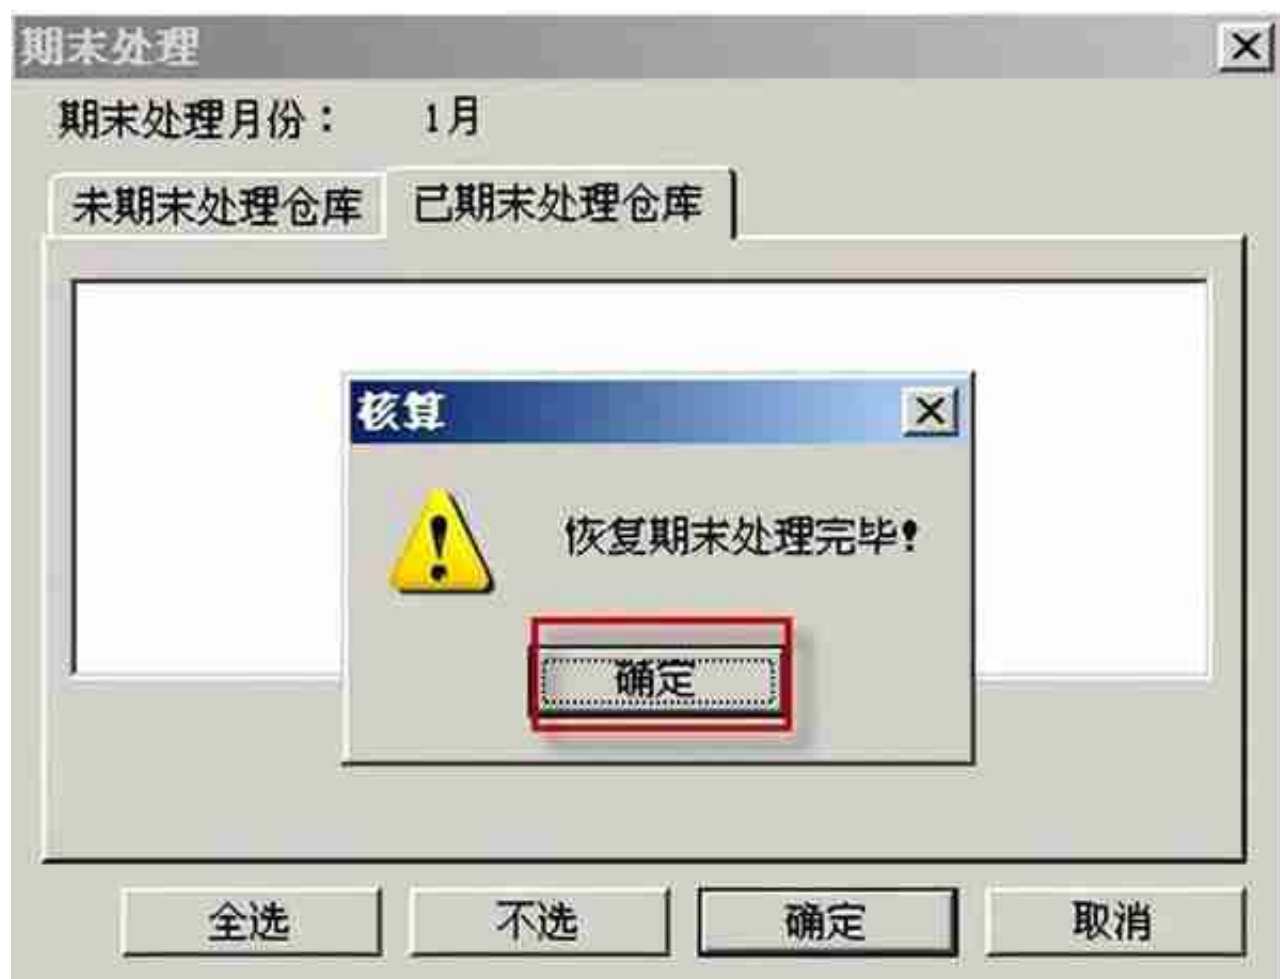 期末处理
期末处理月份： 1月
未期末处理仓库 已期末处理仓库
核算
恢复期末处理完毕!
确定
全选 不选 确定 取消